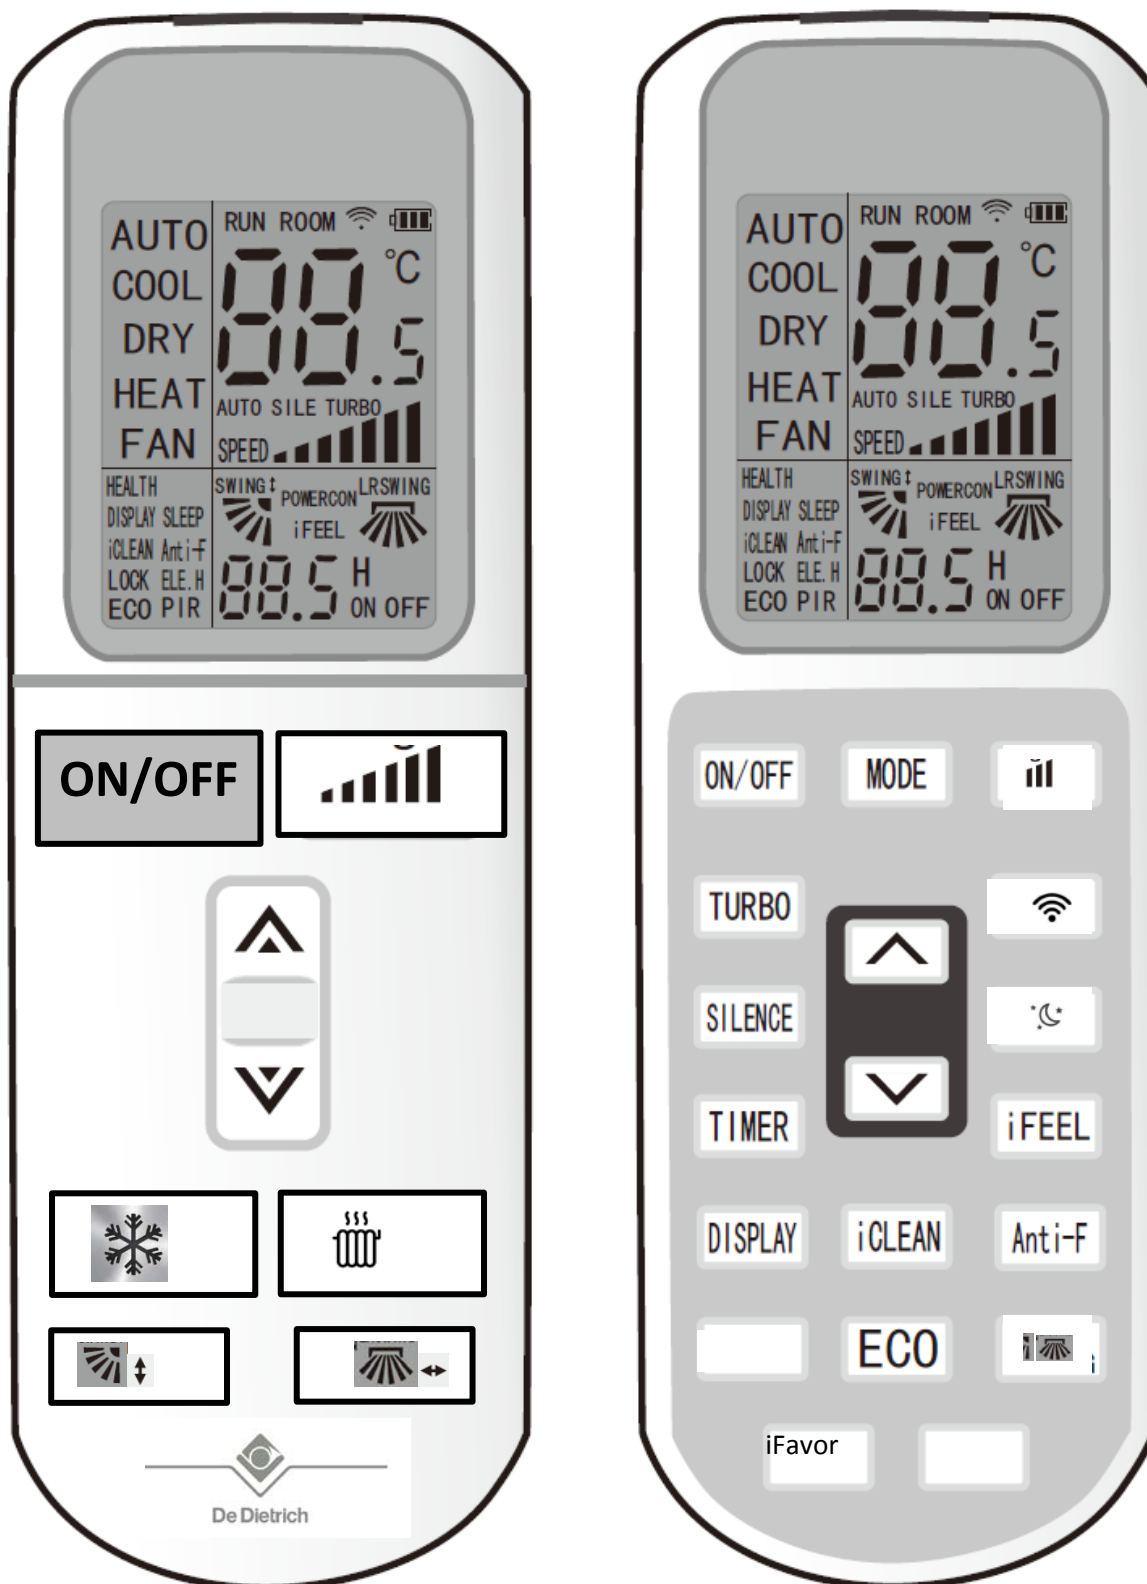 AUTO
COOL
DRY
HEAT
FAN
RUN ROOM
88.5 °C
AUTO SILE TURBO
SPEED
HEALTH
DISPLAY SLEEP
iCLEAN Anti-F
LOCK ELE.H
ECO PIR
SWING LRSWING
POWERCON
iFEEL
88.5 H
ON OFF
ON/OFF
De Dietrich
AUTO
COOL
DRY
HEAT
FAN
RUN ROOM
88.5 °C
AUTO SILE TURBO
SPEED
HEALTH
DISPLAY SLEEP
iCLEAN Anti-F
LOCK ELE.H
ECO PIR
SWING LRSWING
POWERCON
iFEEL
88.5 H
ON OFF
ON/OFF MODE
TURBO
SILENCE
TIMER iFEEL
DISPLAY iCLEAN Anti-F
ECO
iFavor